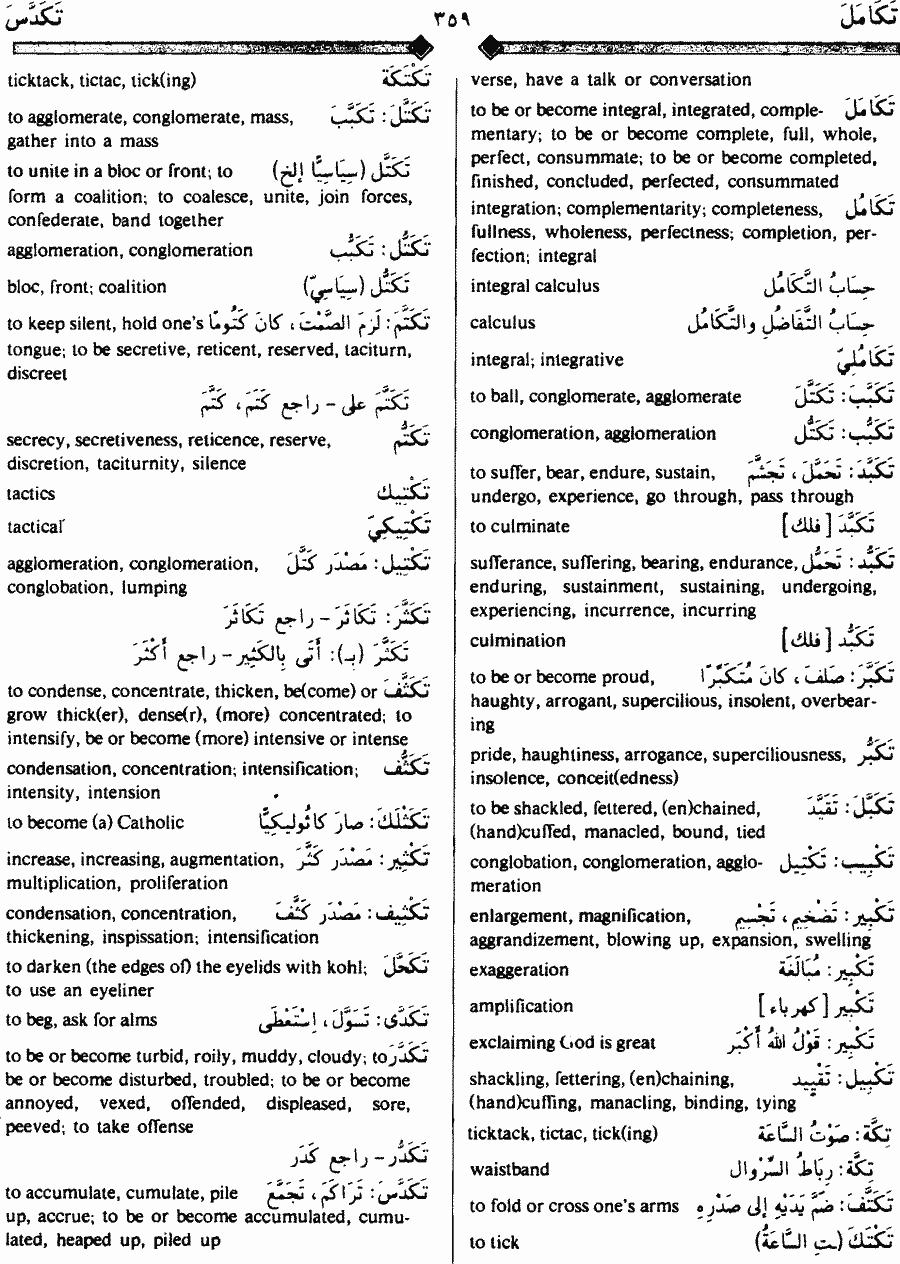 تَكَامَلَ ٣٥٩ تَكَدَّسَ
verse, have a talk or conversation
تَكَامَلَ to be or become integral, integrated, comple-
mentary; to be or become complete, full, whole,
perfect, consummate; to be or become completed,
finished, concluded, perfected, consummated
تَكَامُل integration; complementarity; completeness,
fullness, wholeness, perfectness; completion, per-
fection; integral
حِسَابُ التَّكَامُل integral calculus
حِسَابُ التَّفَاضُلِ والتَّكَامُل calculus
تَكَامُلِيّ integral; integrative
تَكَبَّبَ: تَكَتَّلَ to ball, conglomerate, agglomerate
تَكَبُّب: تَكَتُّل conglomeration, agglomeration
تَكَبَّدَ: تَحَمَّلَ، تَجَشَّمَ to suffer, bear, endure, sustain,
undergo, experience, go through, pass through
تَكَبَّدَ [فلك] to culminate
تَكَبُّد: تَحَمُّل sufferance, suffering, bearing, endurance,
enduring, sustainment, sustaining, undergoing,
experiencing, incurrence, incurring
تَكَبُّد [فلك] culmination
تَكَبَّرَ: صَلِفَ، كانَ مُتَكَبِّرًا to be or become proud,
haughty, arrogant, supercilious, insolent, overbear-
ing
تَكَبُّر pride, haughtiness, arrogance, superciliousness,
insolence, conceit(edness)
تَكَبَّلَ: تَقَيَّدَ to be shackled, fettered, (en)chained,
(hand)cuffed, manacled, bound, tied
تَكْبِيب: تَكْتِيل conglobation, conglomeration, agglo-
meration
تَكْبِير: تَضْخِيم، تَجْسِيم enlargement, magnification,
aggrandizement, blowing up, expansion, swelling
تَكْبِير: مُبَالَغَة exaggeration
تَكْبِير [كهرباء] amplification
تَكْبِير: قَوْلُ اللهُ أَكْبَر exclaiming God is great
تَكْبِيل: تَقْيِيد shackling, fettering, (en)chaining,
(hand)cuffing, manacling, binding, tying
تِكَّة: صَوْتُ السَّاعَة ticktack, tictac, tick(ing)
تِكَّة: رِبَاطُ السِّرْوال waistband
تَكَتَّفَ: ضَمَّ يَدَيْهِ إلى صَدْرِهِ to fold or cross one's arms
تَكْتَكَ (ـتِ السَّاعَةُ) to tick
تَكْتَكَة ticktack, tictac, tick(ing)
تَكَتَّلَ: تَكَبَّبَ to agglomerate, conglomerate, mass,
gather into a mass
تَكَتَّل (سِيَاسِيًّا إلخ) to unite in a bloc or front; to
form a coalition; to coalesce, unite, join forces,
confederate, band together
تَكَتُّل: تَكَبُّب agglomeration, conglomeration
تَكَتُّل (سِيَاسِيّ) bloc, front; coalition
تَكَتَّمَ: لَزِمَ الصَّمْتَ، كانَ كَتُومًا to keep silent, hold one's
tongue; to be secretive, reticent, reserved, taciturn,
discreet
تَكَتَّمَ على - راجع كَتَمَ، كَتَّمَ
تَكَتُّم secrecy, secretiveness, reticence, reserve,
discretion, taciturnity, silence
تَكْتِيك tactics
تَكْتِيكيّ tactical
تَكْتِيل: مَصْدَر كَتَّلَ agglomeration, conglomeration,
conglobation, lumping
تَكَثَّرَ: تَكَاثَرَ - راجع تَكَاثَرَ
تَكَثَّرَ (بـ): أَتَى بِالكَثِير - راجع أَكْثَرَ
تَكَثَّفَ to condense, concentrate, thicken, be(come) or
grow thick(er), dense(r), (more) concentrated; to
intensify, be or become (more) intensive or intense
تَكَثُّف condensation, concentration; intensification;
intensity, intension
تَكَثْلَكَ: صارَ كاثُولِيكِيًّا to become (a) Catholic
تَكْثِير: مَصْدَر كَثَّرَ increase, increasing, augmentation,
multiplication, proliferation
تَكْثِيف: مَصْدَر كَثَّفَ condensation, concentration,
thickening, inspissation; intensification
تَكَحَّلَ to darken (the edges of) the eyelids with kohl;
to use an eyeliner
تَكَدَّى: تَسَوَّلَ، اِسْتَعْطَى to beg, ask for alms
تَكَدَّرَ to be or become turbid, roily, muddy, cloudy; to
be or become disturbed, troubled; to be or become
annoyed, vexed, offended, displeased, sore,
peeved; to take offense
تَكَدُّر - راجع كَدَر
تَكَدَّسَ: تَرَاكَمَ، تَجَمَّعَ to accumulate, cumulate, pile
up, accrue; to be or become accumulated, cumu-
lated, heaped up, piled up